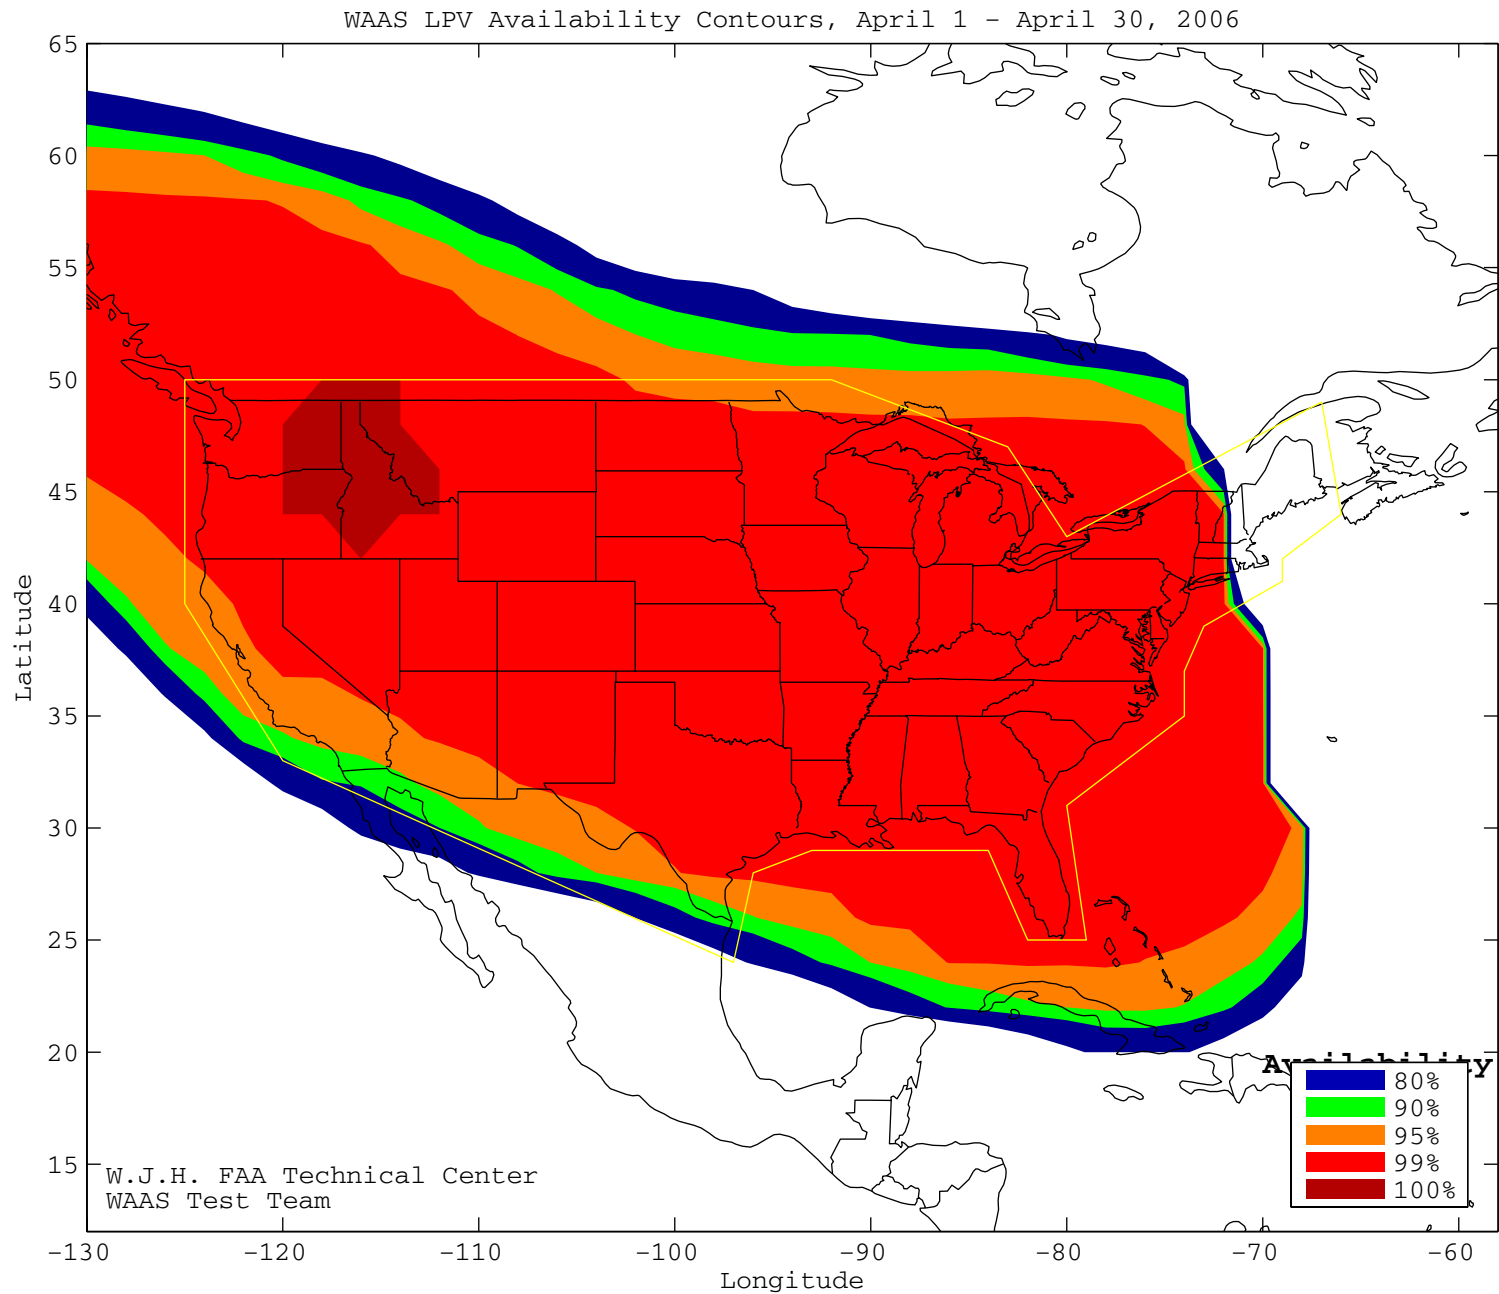 WAAS LPV Availability Contours, April 1 – April 30, 2006
65
60
55
50
45
40
35
30
25
20
15
Latitude
Availability
80%
90%
95%
99%
100%
W.J.H. FAA Technical Center
WAAS Test Team
−130 −120 −110 −100 −90 −80 −70 −60
Longitude